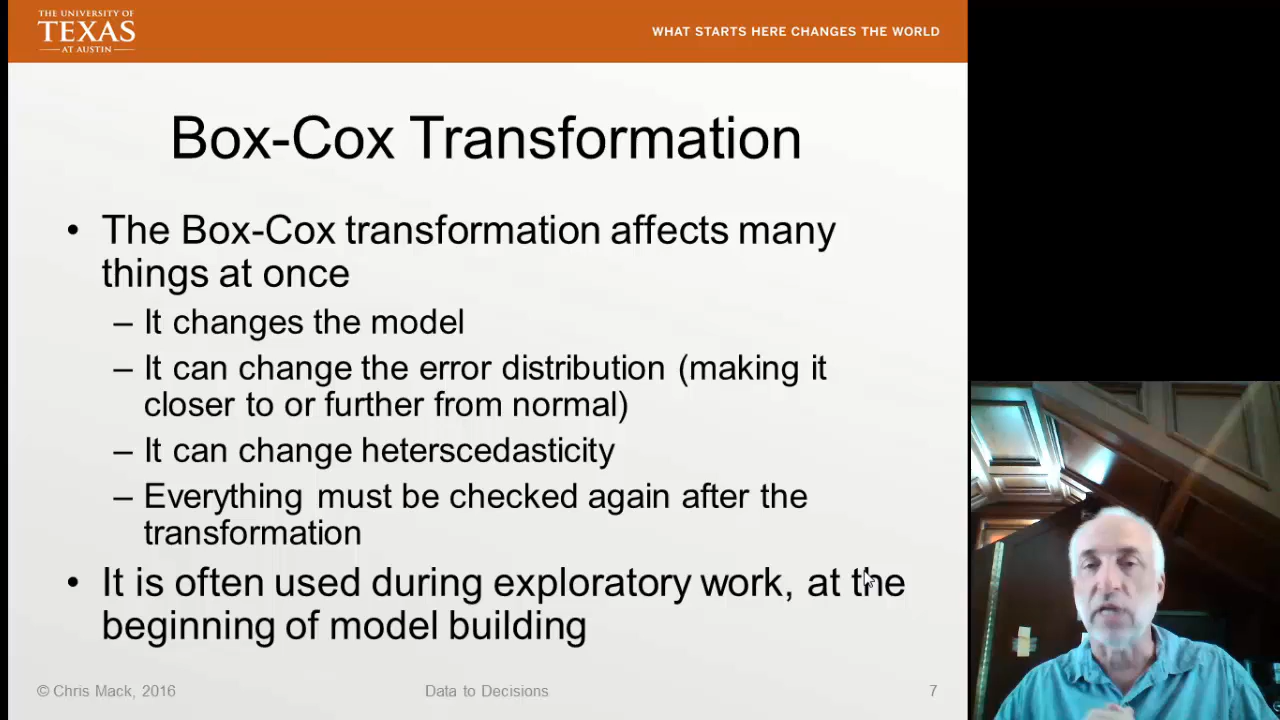 THE UNIVERSITY OF
TEXAS
AT AUSTIN
WHAT STARTS HERE CHANGES THE WORLD
Box-Cox Transformation
• The Box-Cox transformation affects many
things at once
– It changes the model
– It can change the error distribution (making it
closer to or further from normal)
– It can change heterscedasticity
– Everything must be checked again after the
transformation
• It is often used during exploratory work, at the
beginning of model building
© Chris Mack, 2016
Data to Decisions
7